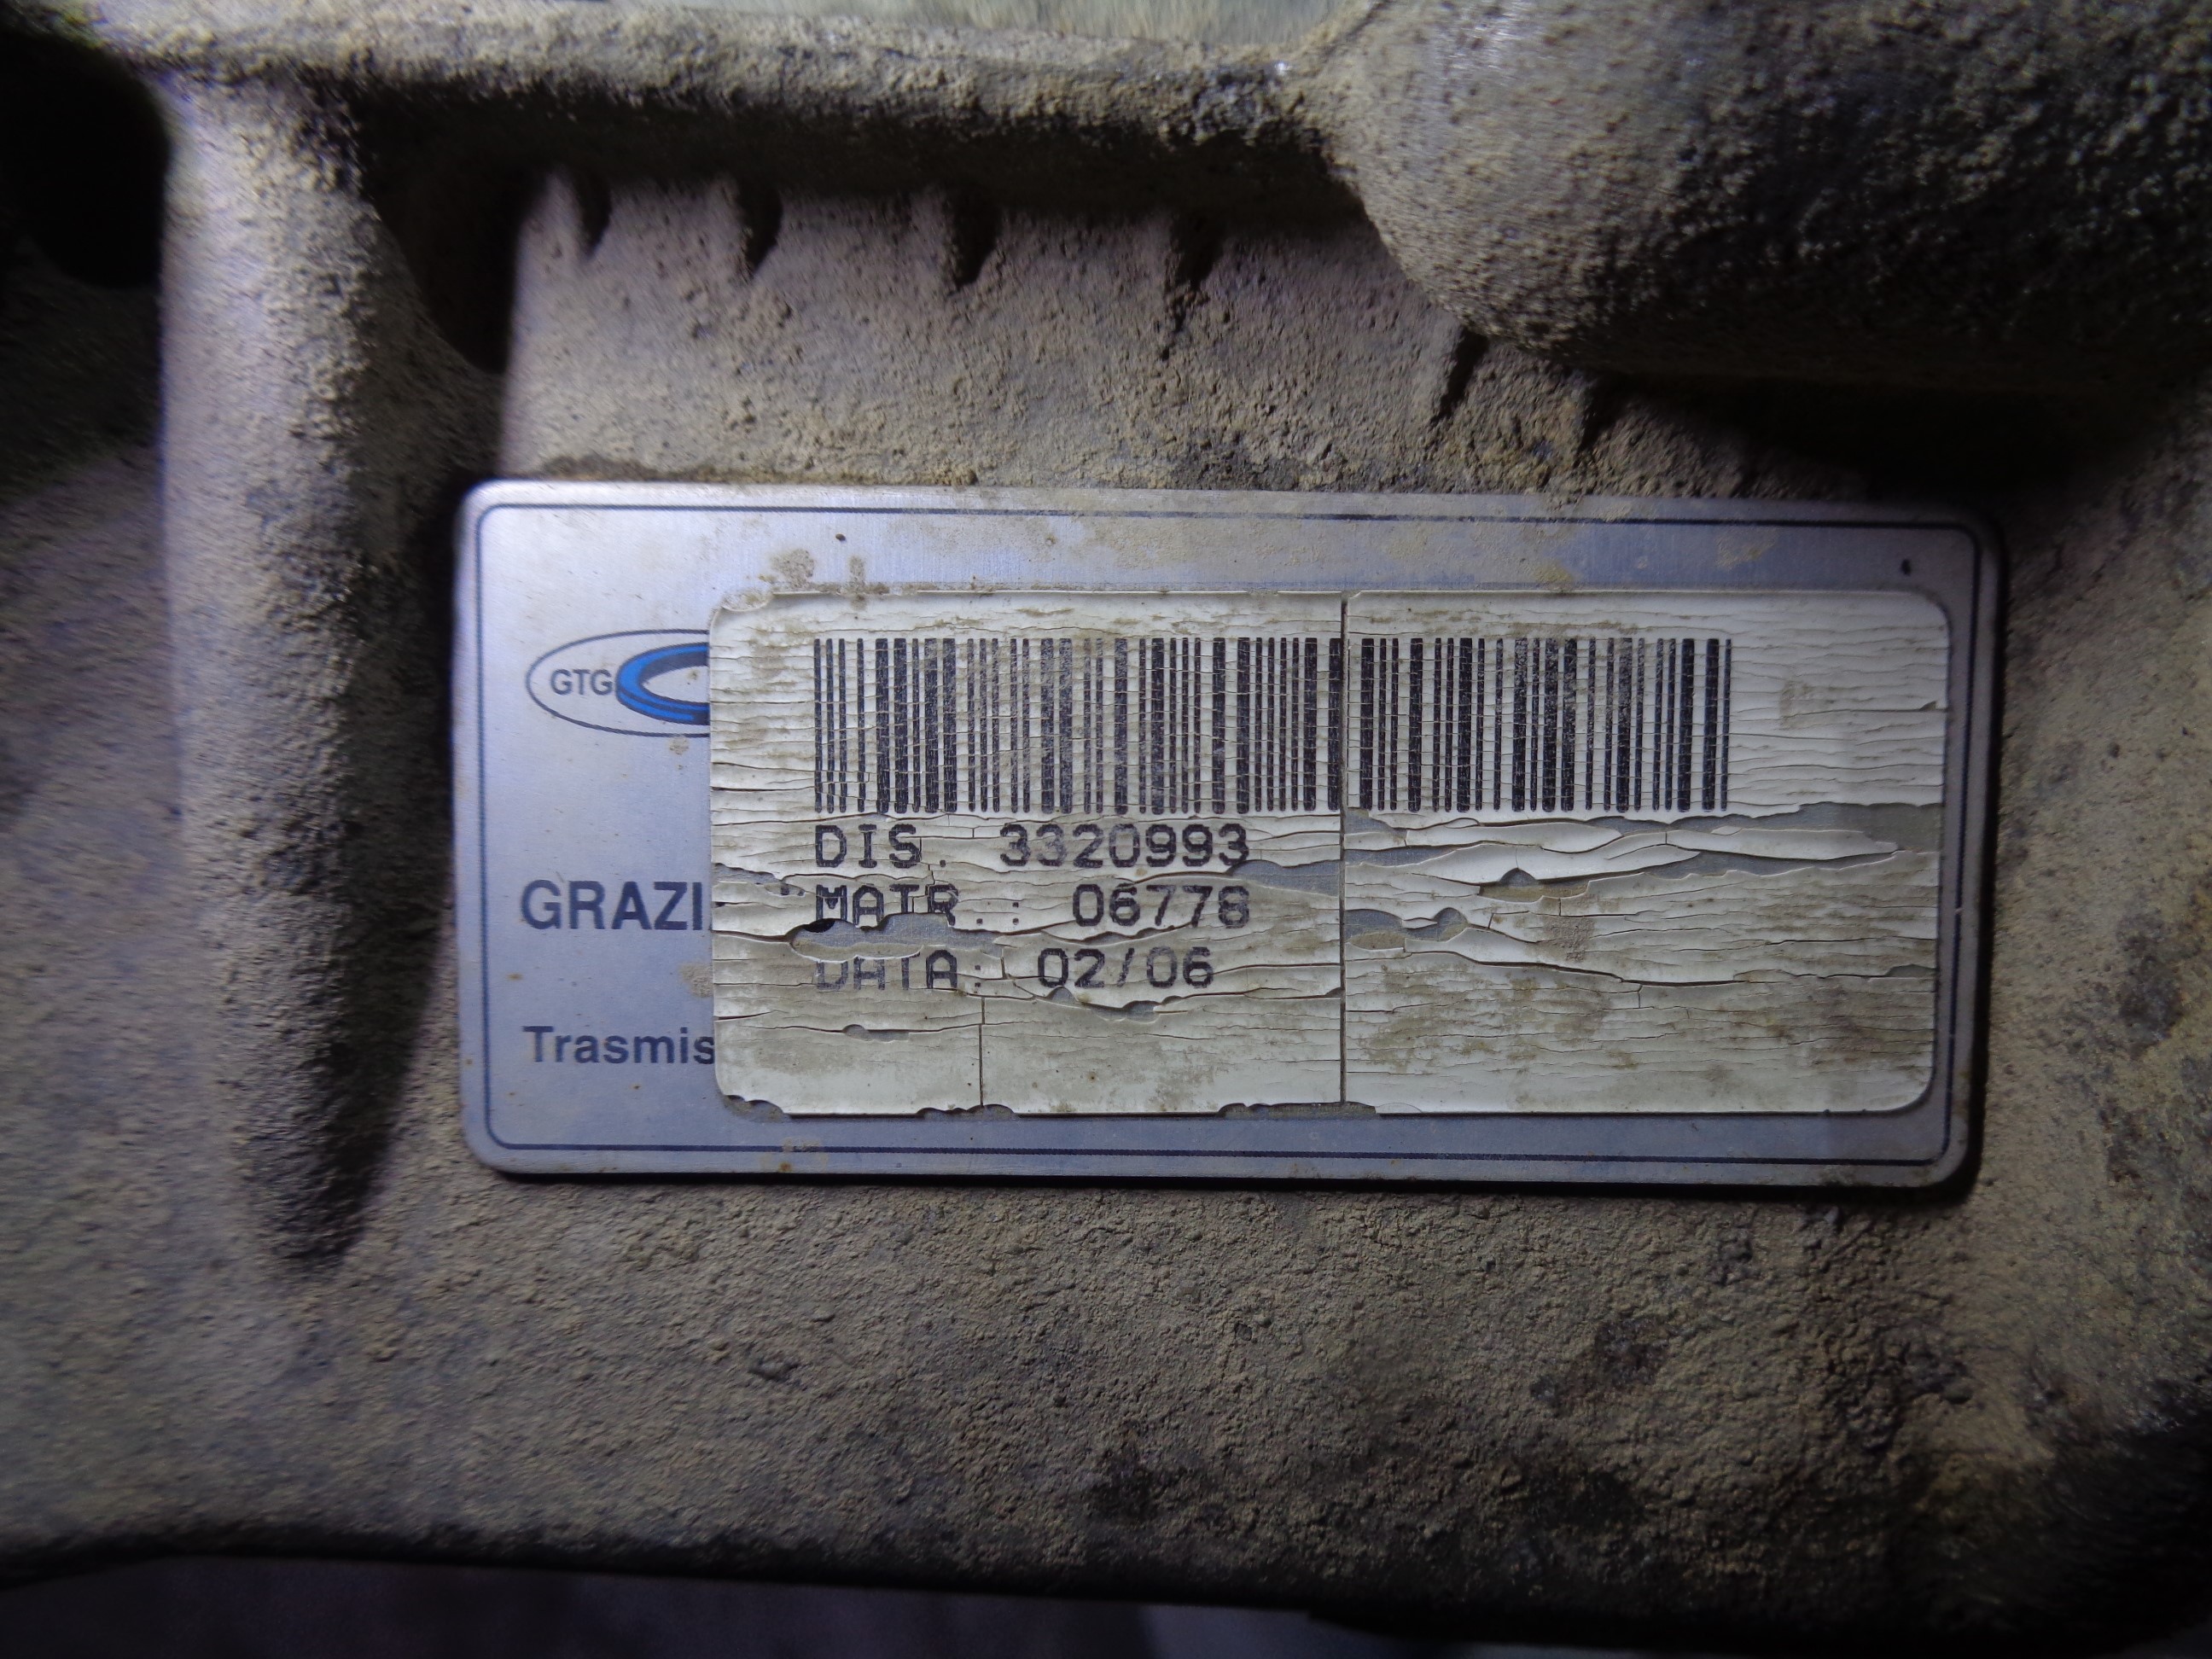 GTG
DIS. 3320993
GRAZI
MATR.: 06778
DATA: 02/06
Trasmis